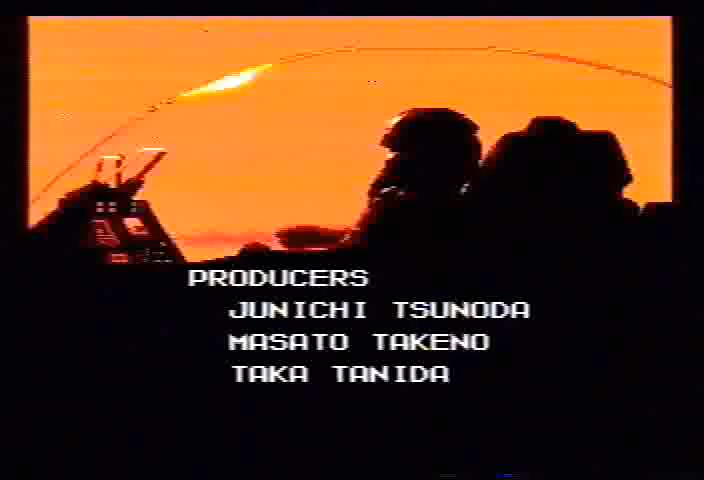 PRODUCERS
JUNICHI TSUNODA
MASATO TAKENO
TAKA TANIDA